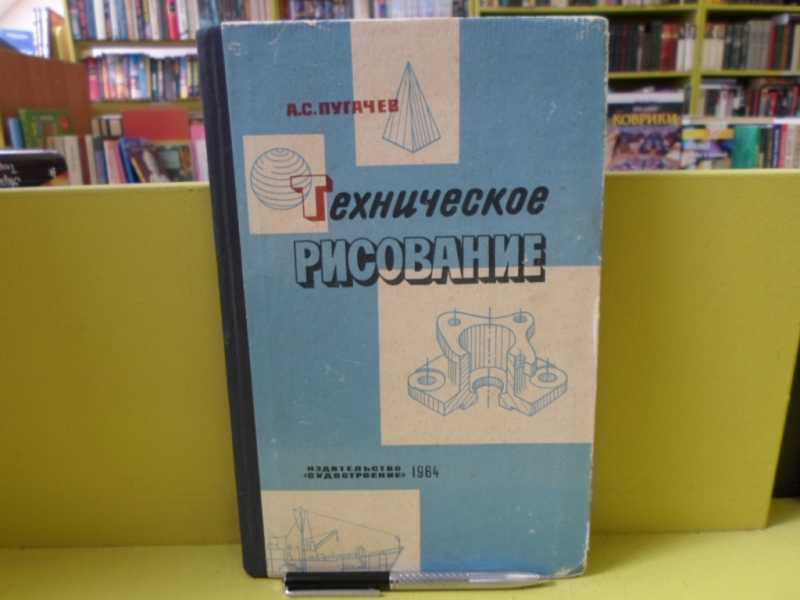 А.С.ПУГАЧЕВ
Техническое
РИСОВАНИЕ
ИЗДАТЕЛЬСТВО
«СУДОСТРОЕНИЕ» 1964
КОВРИКИ